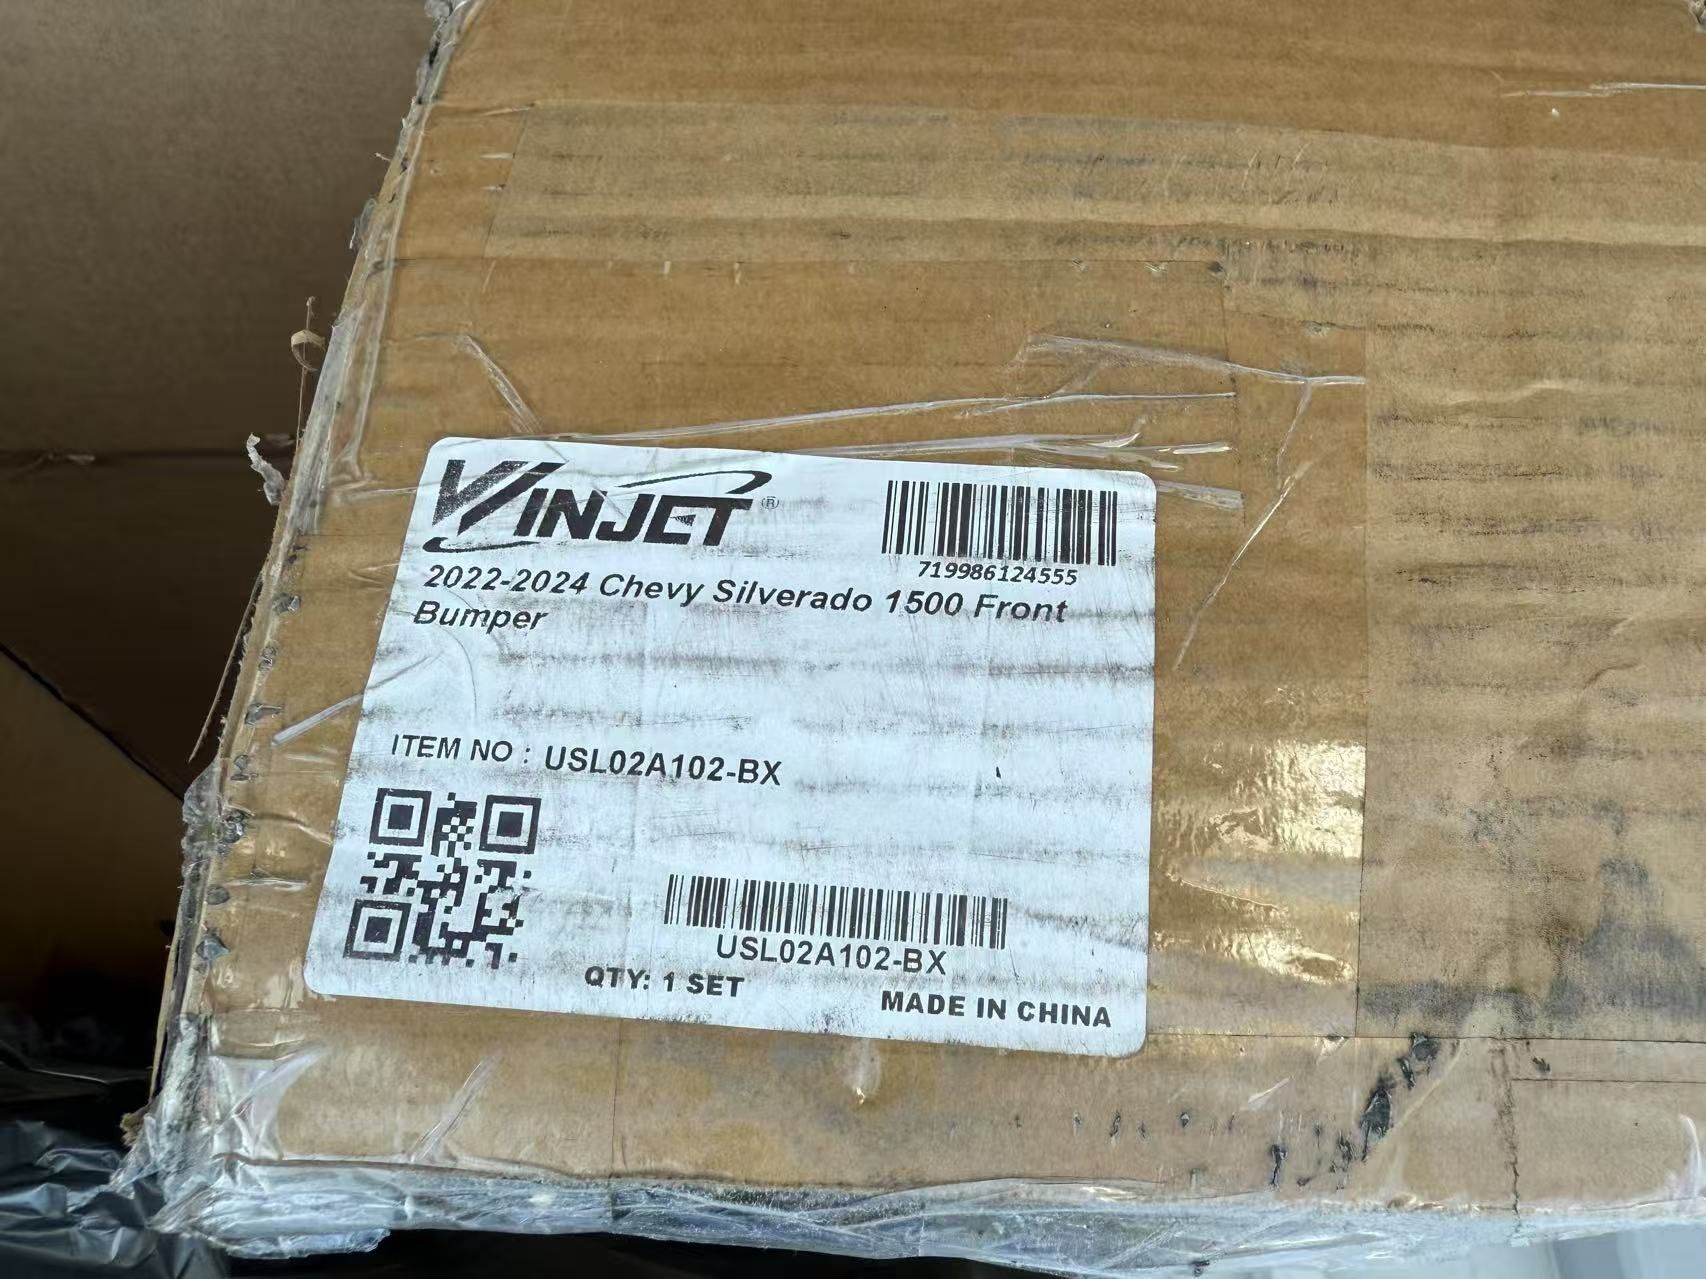 VINJET®
719986124555
2022-2024 Chevy Silverado 1500 Front
Bumper
ITEM NO : USL02A102-BX
USL02A102-BX
QTY: 1 SET
MADE IN CHINA